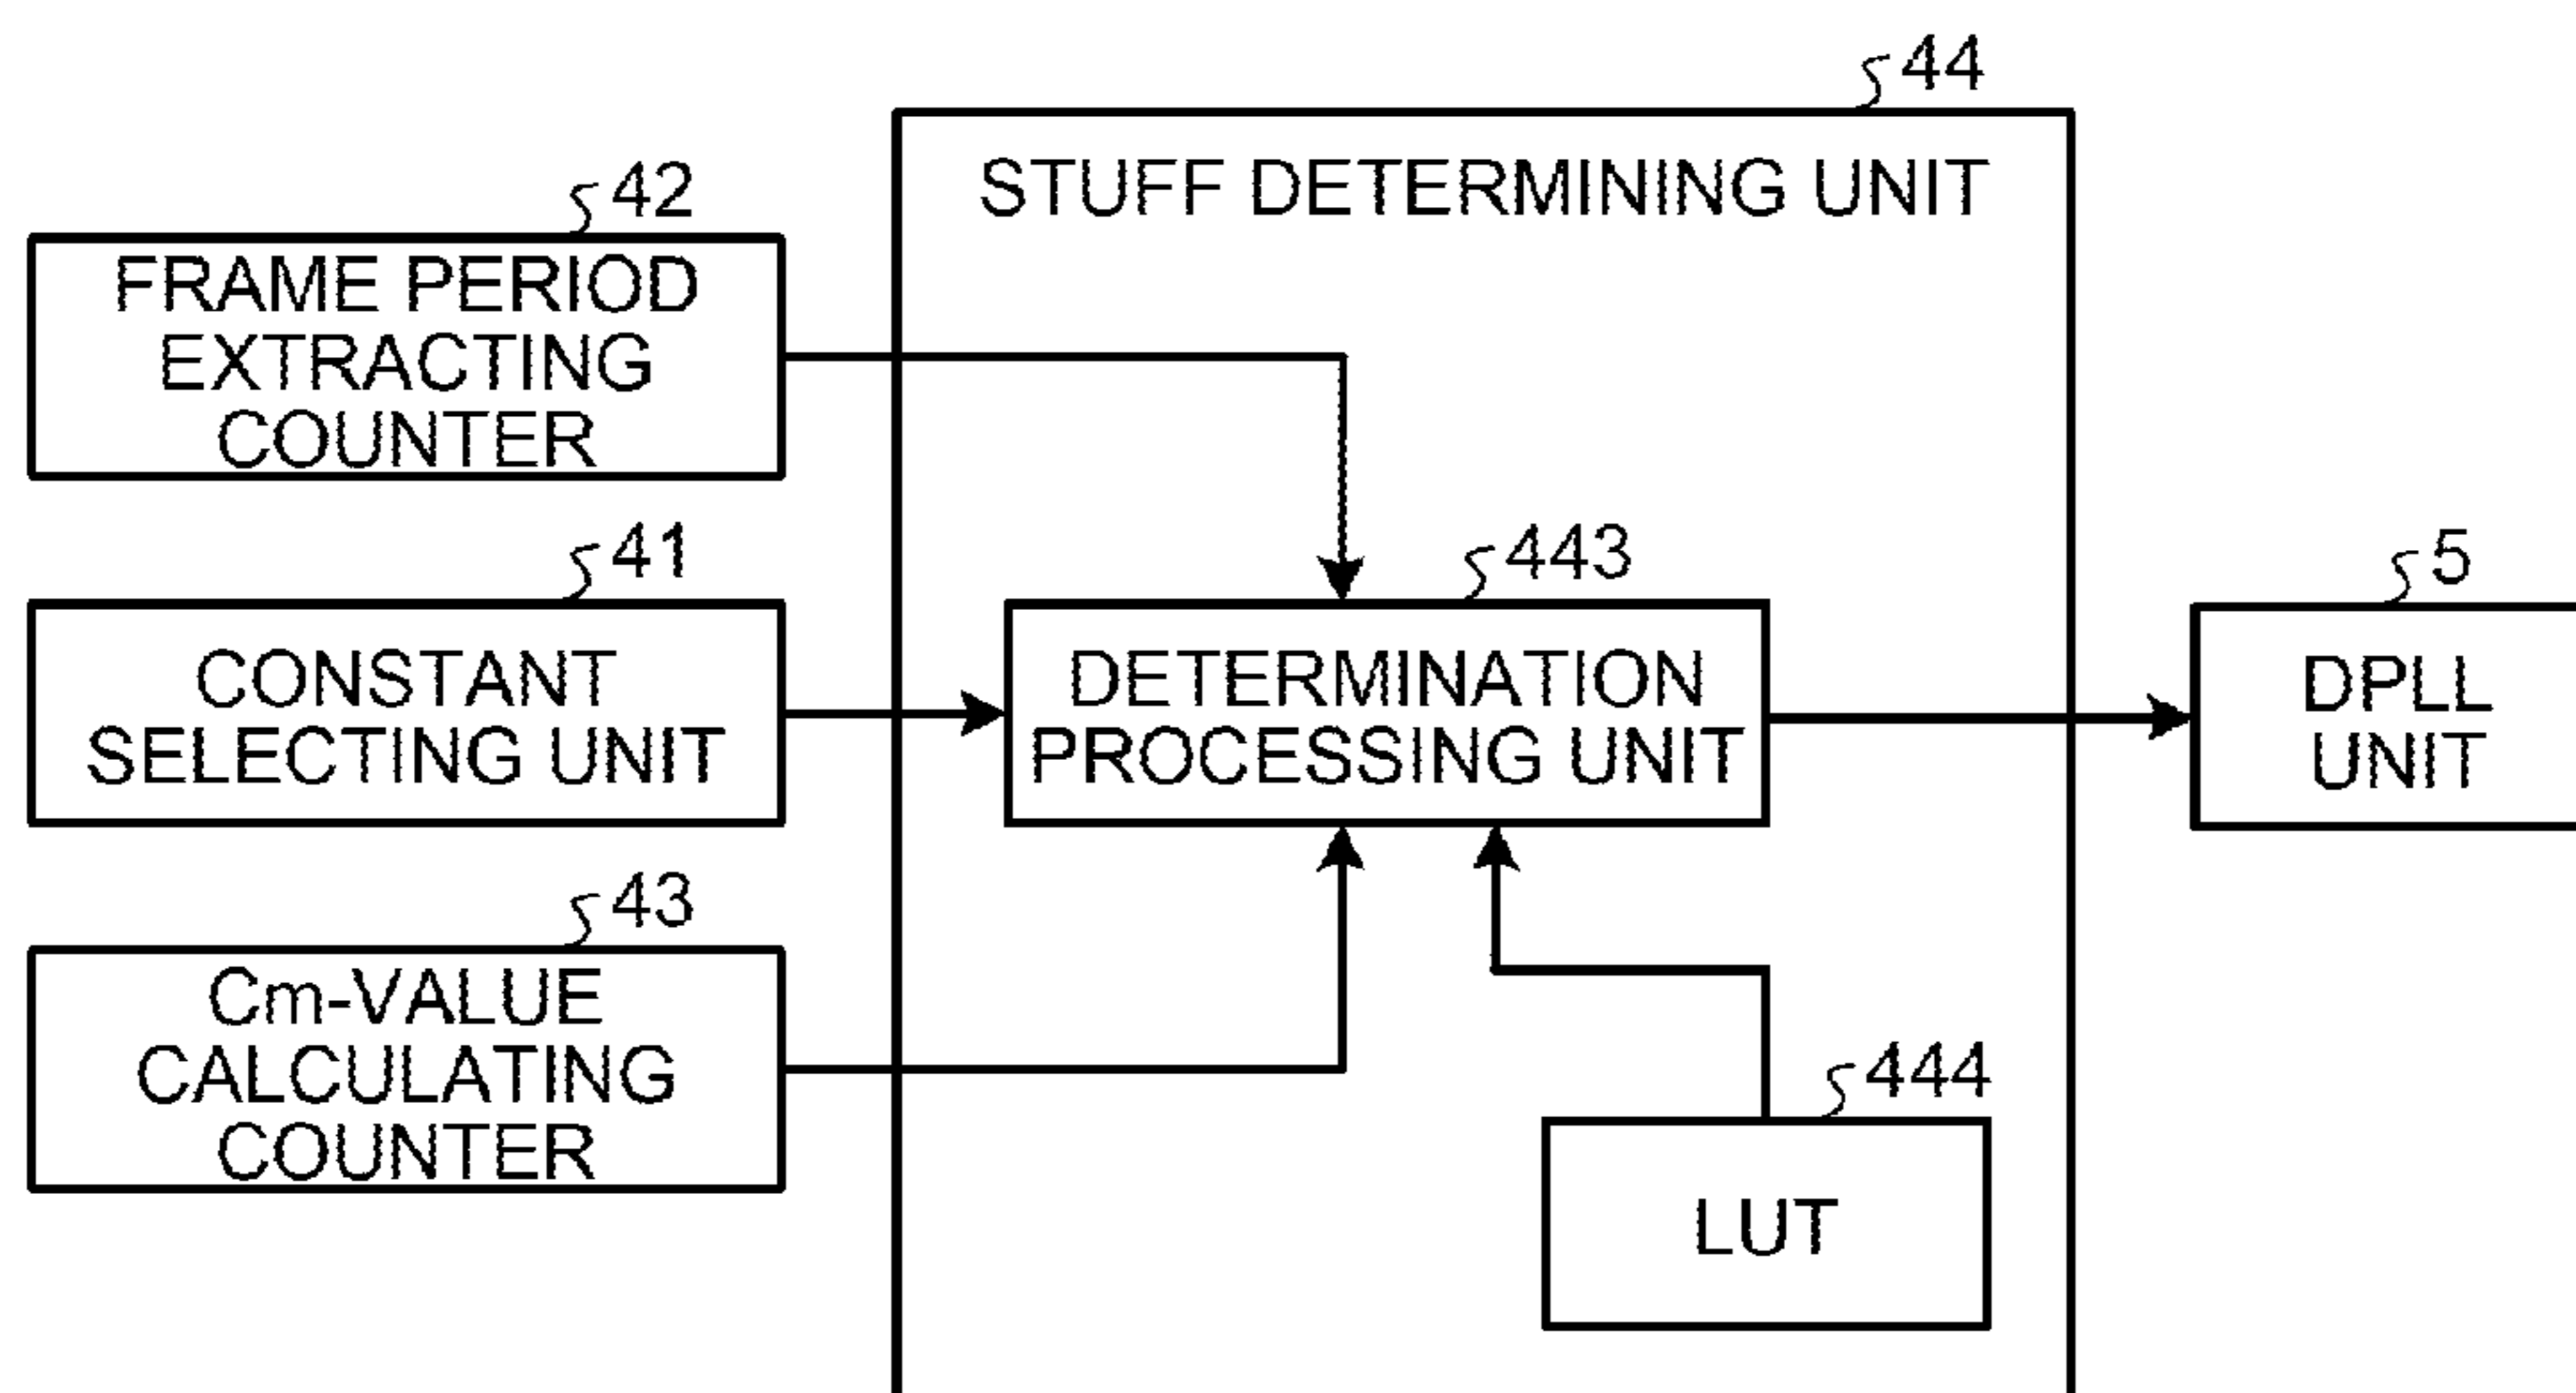 44
STUFF DETERMINING UNIT
42
FRAME PERIOD
EXTRACTING
COUNTER
41
CONSTANT
SELECTING UNIT
443
DETERMINATION
PROCESSING UNIT
5
DPLL
UNIT
43
Cm-VALUE
CALCULATING
COUNTER
444
LUT